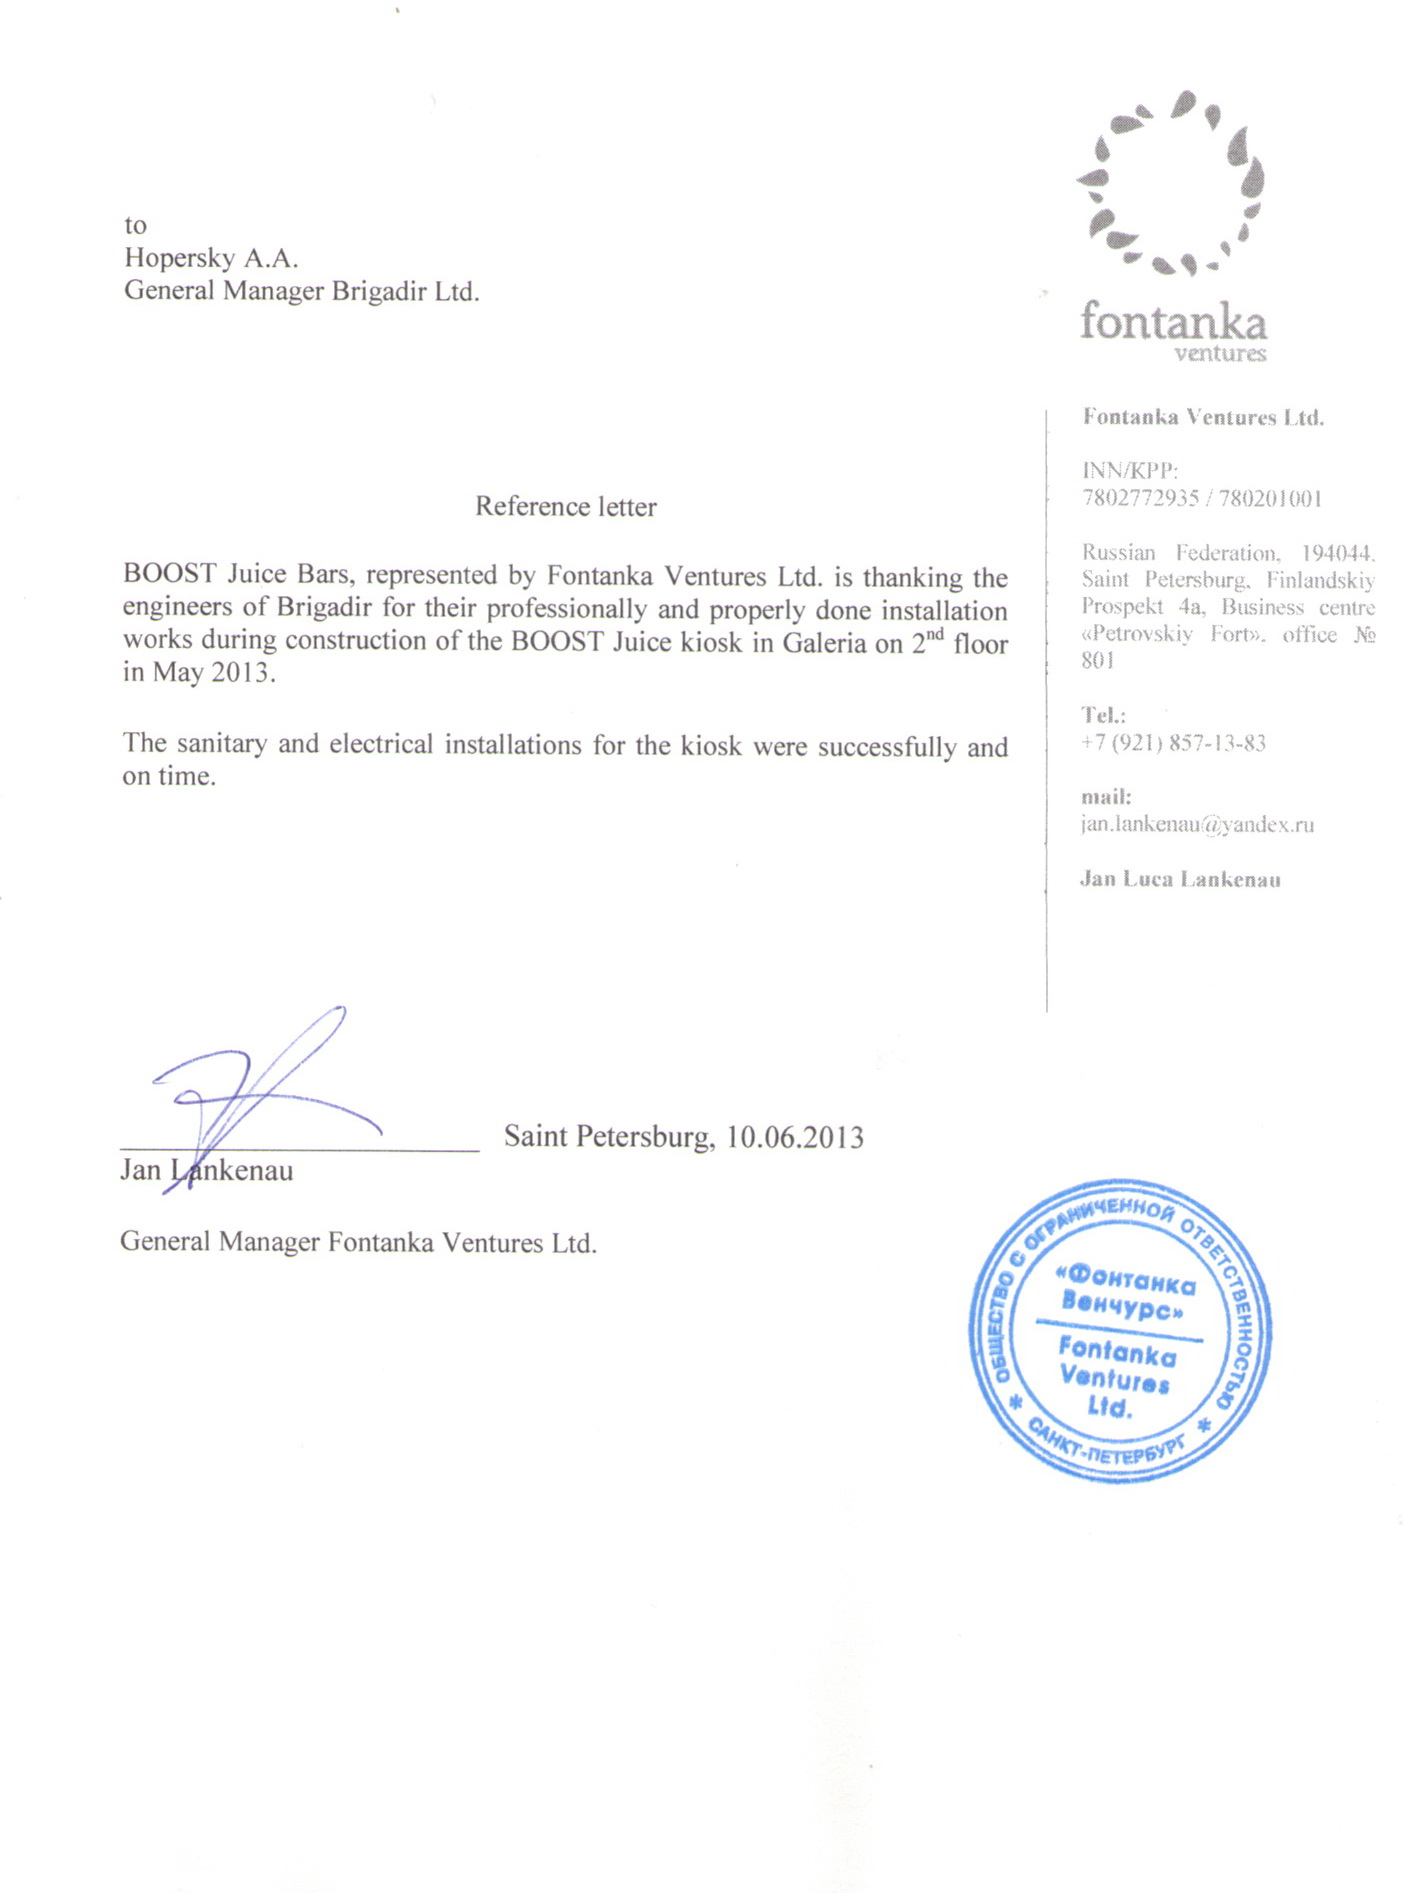 to
Hopersky A.A.
General Manager Brigadir Ltd.
fontanka
ventures
Fontanka Ventures Ltd.
INN/KPP:
7802772935 / 780201001
Russian Federation, 194044,
Saint Petersburg, Finlandskiy
Prospekt 4a, Business centre
«Petrovskiy Fort», office №
801
Tel.:
+7 (921) 857-13-83
mail:
jan.lankenau@yandex.ru
Jan Luca Lankenau
Reference letter
BOOST Juice Bars, represented by Fontanka Ventures Ltd. is thanking the
engineers of Brigadir for their professionally and properly done installation
works during construction of the BOOST Juice kiosk in Galeria on 2nd floor
in May 2013.
The sanitary and electrical installations for the kiosk were successfully and
on time.
Saint Petersburg, 10.06.2013
Jan Lankenau
General Manager Fontanka Ventures Ltd.
ОБЩЕСТВО С ОГРАНИЧЕННОЙ ОТВЕТСТВЕННОСТЬЮ
«Фонтанка
Венчурс»
Fontanka
Ventures
Ltd.
* САНКТ-ПЕТЕРБУРГ *